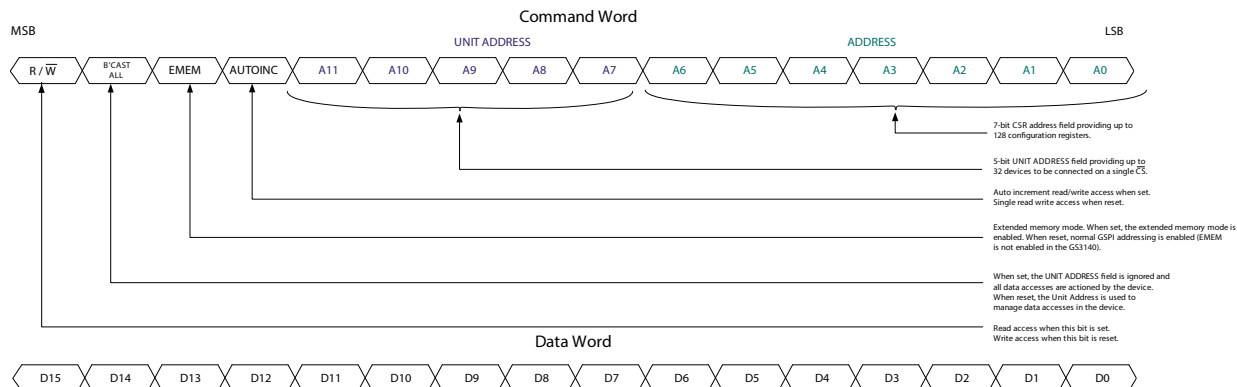 Command Word
MSB
LSB
UNIT ADDRESS
ADDRESS
R / W
B'CAST
ALL
EMEM
AUTOINC
A11
A10
A9
A8
A7
A6
A5
A4
A3
A2
A1
A0
7-bit CSR address field providing up to
128 configuration registers.
5-bit UNIT ADDRESS field providing up to
32 devices to be connected on a single CS.
Auto increment read/write access when set.
Single read write access when reset.
Extended memory mode. When set, the extended memory mode is
enabled. When reset, normal GSPI addressing is enabled (EMEM
is not enabled in the GS3140).
When set, the UNIT ADDRESS field is ignored and
all data accesses are actioned by the device.
When reset, the Unit Address is used to
manage data accesses in the device.
Read access when this bit is set.
Write access when this bit is reset.
Data Word
D15
D14
D13
D12
D11
D10
D9
D8
D7
D6
D5
D4
D3
D2
D1
D0